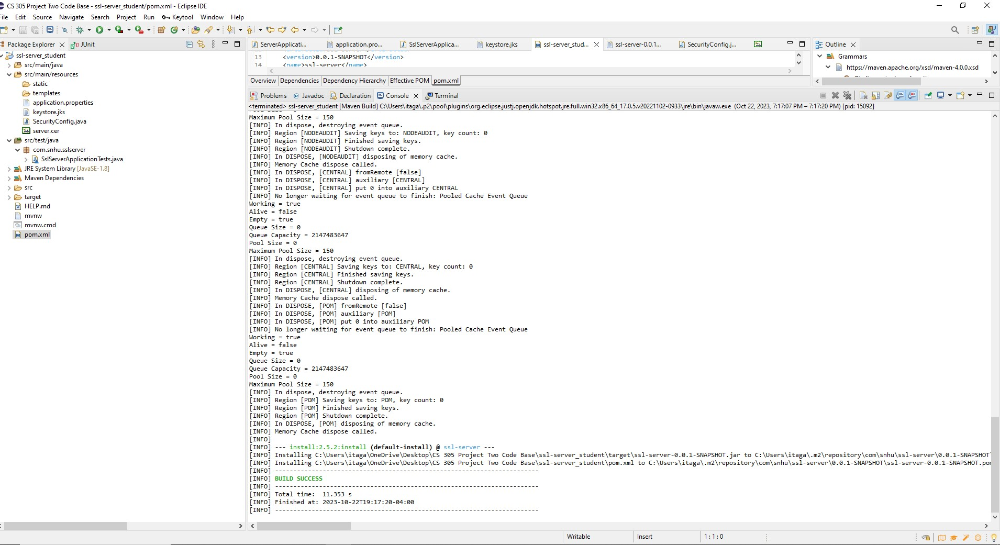 CS 305 Project Two Code Base - ssl-server_student/pom.xml - Eclipse IDE
File Edit Source Navigate Search Project Run Keytool Window Help
Package Explorer JUnit
ssl-server_student
src/main/java
src/main/resources
static
templates
application.properties
keystore.jks
SecurityConfig.java
server.cer
src/test/java
com.snhu.sslserver
SslServerApplicationTests.java
JRE System Library [JavaSE-1.8]
Maven Dependencies
src
target
HELP.md
mvnw
mvnw.cmd
pom.xml
ServerApplicati... application.pro... SslServerApplica... keystore.jks ssl-server_stud... ssl-server-0.0.1... SecurityConfig.j...
13 <version>0.0.1-SNAPSHOT</version>
14 <name>ssl-server</name>
Overview Dependencies Dependency Hierarchy Effective POM pom.xml
Outline
Grammars
https://maven.apache.org/xsd/maven-4.0.0.xsd
Problems @ Javadoc Declaration Console Terminal
<terminated> ssl-server_student [Maven Build] C:\Users\itaga\.p2\pool\plugins\org.eclipse.justj.openjdk.hotspot.jre.full.win32.x86_64_17.0.5.v20221102-0933\jre\bin\javaw.exe (Oct 22, 2023, 7:17:07 PM – 7:17:20 PM) [pid: 15092]
Maximum Pool Size = 150
[INFO] In dispose, destroying event queue.
[INFO] Region [NODEAUDIT] Saving keys to: NODEAUDIT, key count: 0
[INFO] Region [NODEAUDIT] Finished saving keys.
[INFO] Region [NODEAUDIT] Shutdown complete.
[INFO] In DISPOSE, [NODEAUDIT] disposing of memory cache.
[INFO] Memory Cache dispose called.
[INFO] In DISPOSE, [CENTRAL] fromRemote [false]
[INFO] In DISPOSE, [CENTRAL] auxiliary [CENTRAL]
[INFO] In DISPOSE, [CENTRAL] put 0 into auxiliary CENTRAL
[INFO] No longer waiting for event queue to finish: Pooled Cache Event Queue
Working = true
Alive = false
Empty = true
Queue Size = 0
Queue Capacity = 2147483647
Pool Size = 0
Maximum Pool Size = 150
[INFO] In dispose, destroying event queue.
[INFO] Region [CENTRAL] Saving keys to: CENTRAL, key count: 0
[INFO] Region [CENTRAL] Finished saving keys.
[INFO] Region [CENTRAL] Shutdown complete.
[INFO] In DISPOSE, [CENTRAL] disposing of memory cache.
[INFO] Memory Cache dispose called.
[INFO] In DISPOSE, [POM] fromRemote [false]
[INFO] In DISPOSE, [POM] auxiliary [POM]
[INFO] In DISPOSE, [POM] put 0 into auxiliary POM
[INFO] No longer waiting for event queue to finish: Pooled Cache Event Queue
Working = true
Alive = false
Empty = true
Queue Size = 0
Queue Capacity = 2147483647
Pool Size = 0
Maximum Pool Size = 150
[INFO] In dispose, destroying event queue.
[INFO] Region [POM] Saving keys to: POM, key count: 0
[INFO] Region [POM] Finished saving keys.
[INFO] Region [POM] Shutdown complete.
[INFO] In DISPOSE, [POM] disposing of memory cache.
[INFO] Memory Cache dispose called.
[INFO]
[INFO] --- install:2.5.2:install (default-install) @ ssl-server ---
[INFO] Installing C:\Users\itaga\OneDrive\Desktop\CS 305 Project Two Code Base\ssl-server_student\target\ssl-server-0.0.1-SNAPSHOT.jar to C:\Users\itaga\.m2\repository\com\snhu\ssl-server\0.0.1-SNAPSHOT
[INFO] Installing C:\Users\itaga\OneDrive\Desktop\CS 305 Project Two Code Base\ssl-server_student\pom.xml to C:\Users\itaga\.m2\repository\com\snhu\ssl-server\0.0.1-SNAPSHOT\ssl-server-0.0.1-SNAPSHOT.po
[INFO] ------------------------------------------------------------------------
[INFO] BUILD SUCCESS
[INFO] ------------------------------------------------------------------------
[INFO] Total time:  11.353 s
[INFO] Finished at: 2023-10-22T19:17:20-04:00
[INFO] ------------------------------------------------------------------------
Writable Insert 1 : 1 : 0